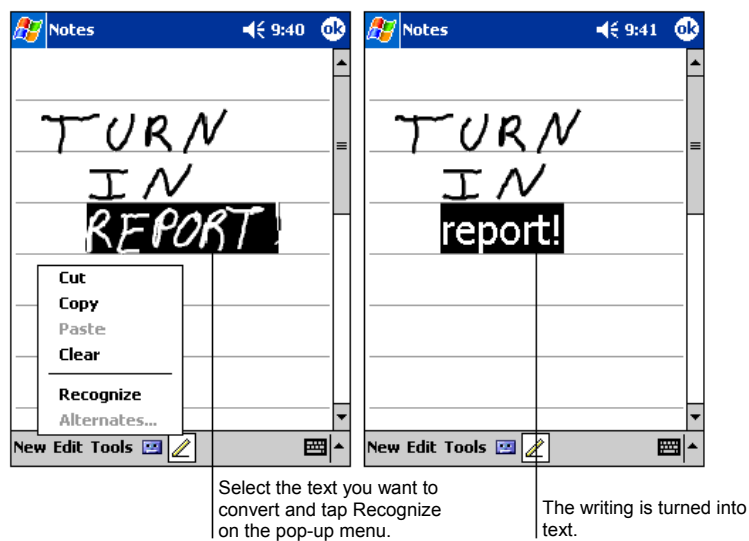 Notes 9:40 ok
TURN
IN
REPORT!
Cut
Copy
Paste
Clear
Recognize
Alternates...
New Edit Tools
Select the text you want to
convert and tap Recognize
on the pop-up menu.
Notes 9:41 ok
TURN
IN
report!
New Edit Tools
The writing is turned into
text.